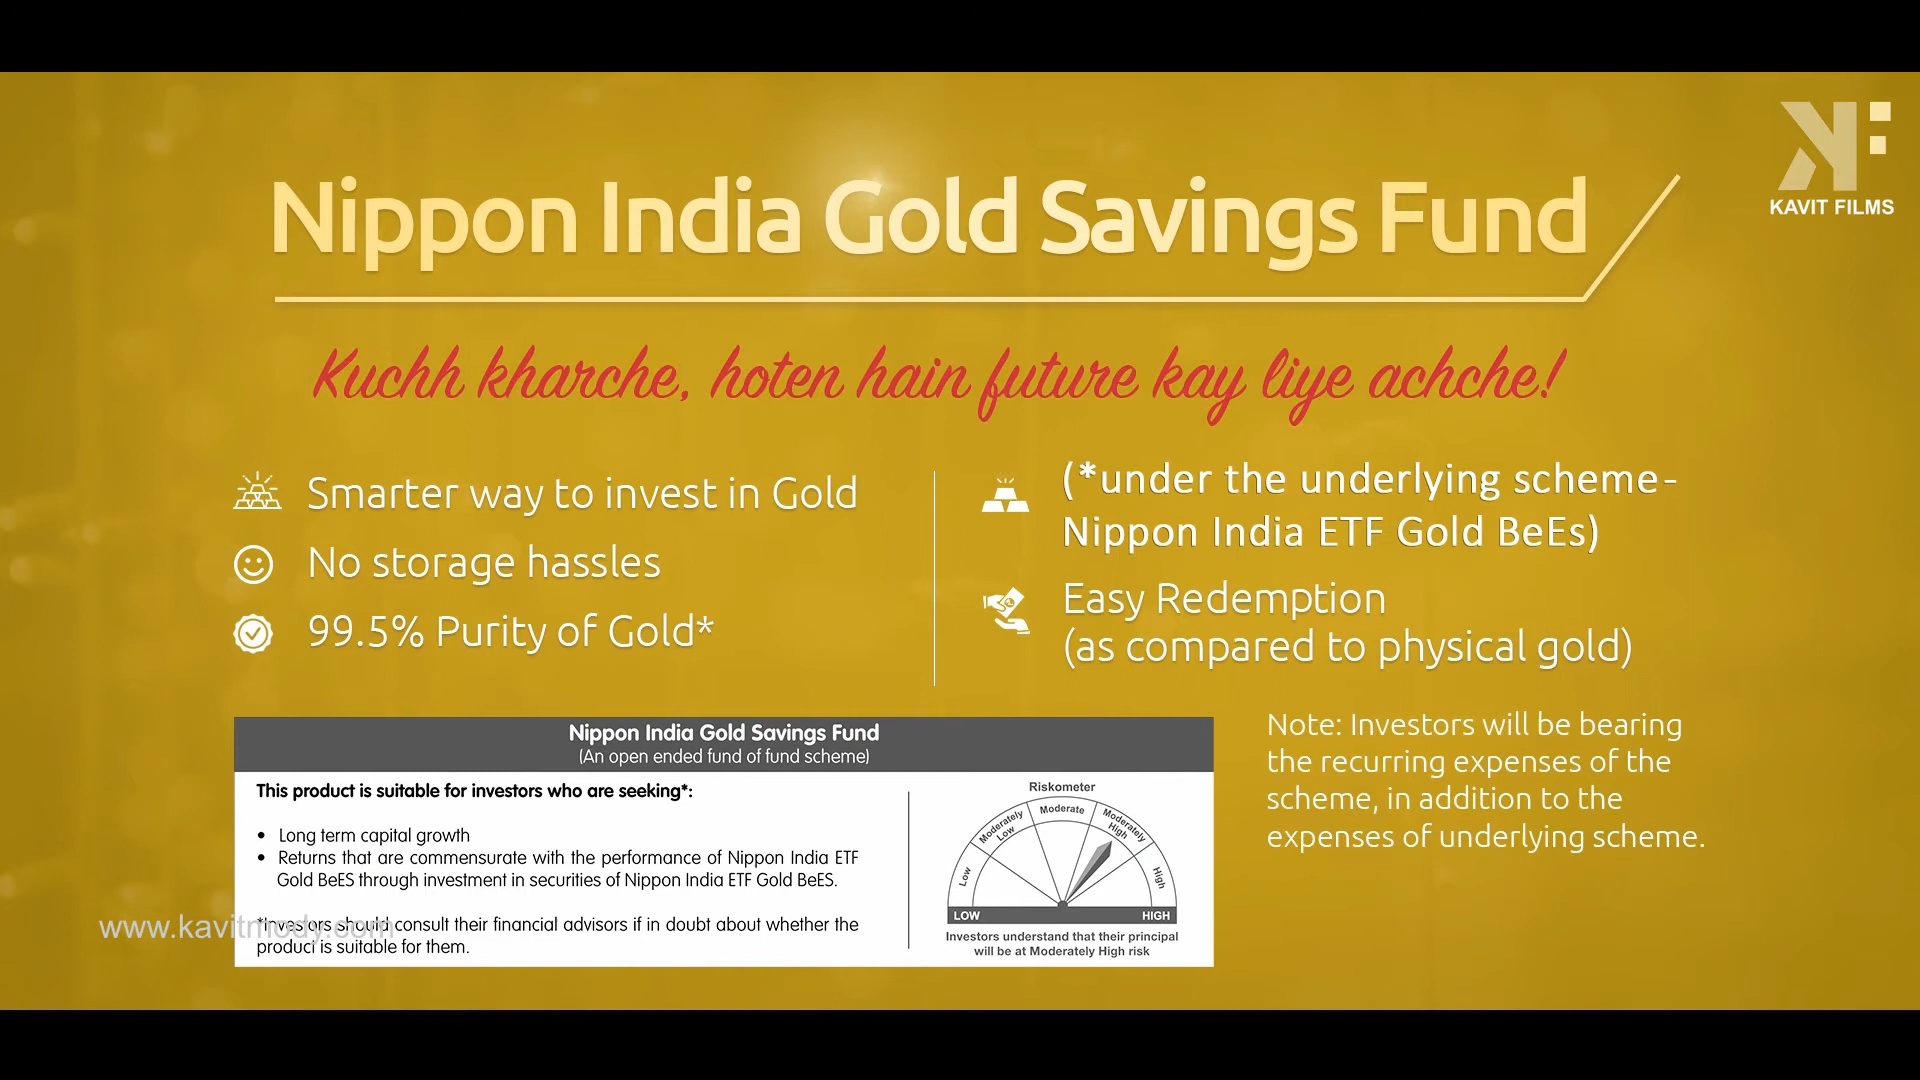 KAVIT FILMS
Nippon India Gold Savings Fund
Kuchh kharche, hoten hain future kay liye achche!
Smarter way to invest in Gold
No storage hassles
99.5% Purity of Gold*
(*under the underlying scheme-
Nippon India ETF Gold BeEs)
Easy Redemption
(as compared to physical gold)
Nippon India Gold Savings Fund
(An open ended fund of fund scheme)
This product is suitable for investors who are seeking*:
• Long term capital growth
• Returns that are commensurate with the performance of Nippon India ETF
Gold BeES through investment in securities of Nippon India ETF Gold BeES.
*Investors should consult their financial advisors if in doubt about whether the
product is suitable for them.
www.kavitmody.com
Riskometer
Low
Moderately
Low
Moderate
Moderately
High
High
LOW HIGH
Investors understand that their principal
will be at Moderately High risk
Note: Investors will be bearing
the recurring expenses of the
scheme, in addition to the
expenses of underlying scheme.